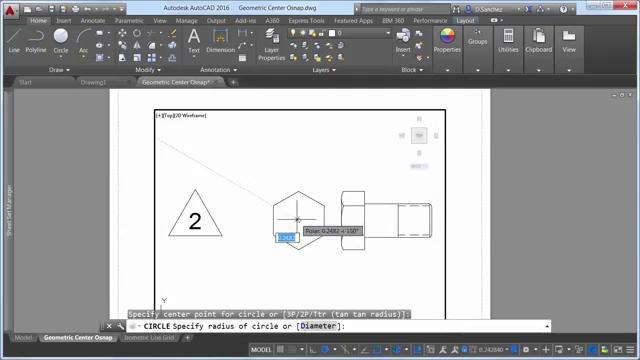 Autodesk AutoCAD 2016 Geometric Center Osnap.dwg
Type a keyword or phrase
D.Sanchez
Home Insert Annotate Parametric View Manage Output Add-ins Autodesk 360 Express Tools Featured Apps BIM 360 Performance Layout
Line Polyline Circle Arc
Text Dimension
Layer Properties
0
Insert
Properties Groups Utilities Clipboard
Draw Modify Annotation Layers Block
Start Drawing1 Geometric Center Osnap*
Sheet Set Manager
[+][Top][2D Wireframe]
N
W TOP E
S
2
Polar: 0.2482 < 150°
Y
Specify center point for circle or [3P/2P/Ttr (tan tan radius)]:
CIRCLE Specify radius of circle or [Diameter]:
Model Geometric Center Osnap Isometric Line Grid
MODEL
0.242840